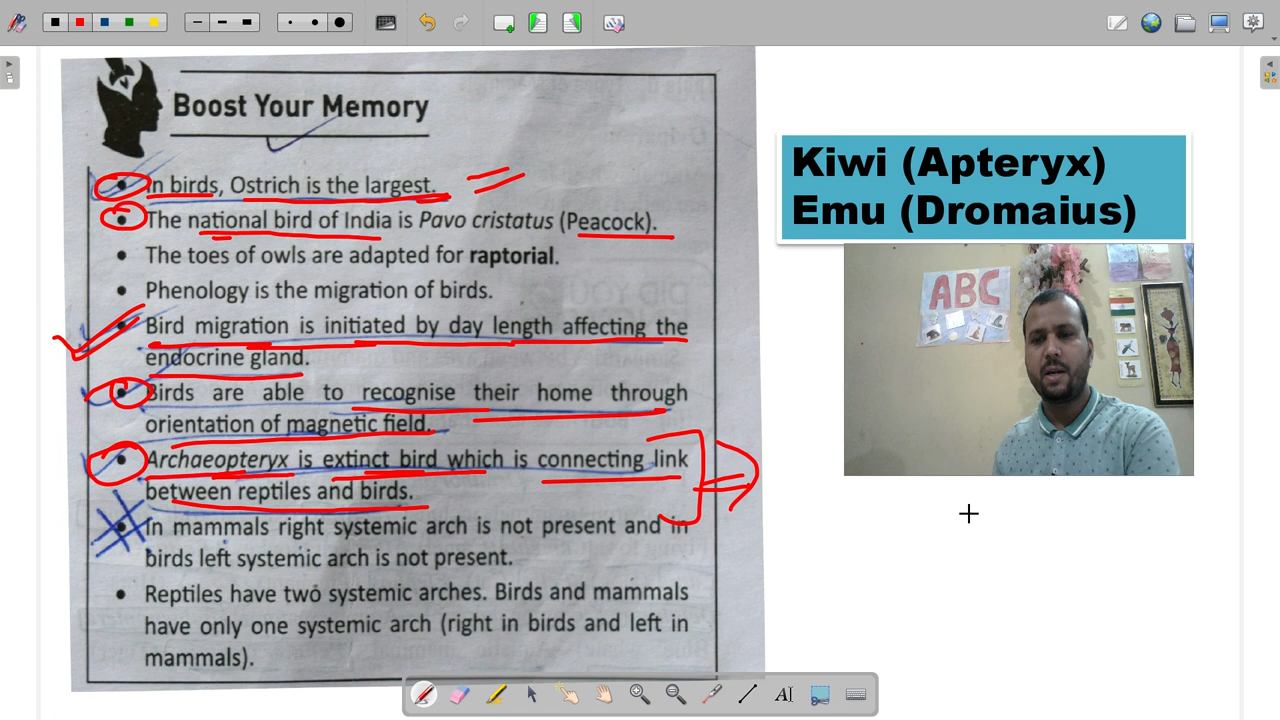 Boost Your Memory
• In birds, Ostrich is the largest.
• The national bird of India is Pavo cristatus (Peacock).
• The toes of owls are adapted for raptorial.
• Phenology is the migration of birds.
• Bird migration is initiated by day length affecting the
endocrine gland.
• Birds are able to recognise their home through
orientation of magnetic field.
• Archaeopteryx is extinct bird which is connecting link
between reptiles and birds.
• In mammals right systemic arch is not present and in
birds left systemic arch is not present.
• Reptiles have two systemic arches. Birds and mammals
have only one systemic arch (right in birds and left in
mammals).
Kiwi (Apteryx)
Emu (Dromaius)
ABC
AI